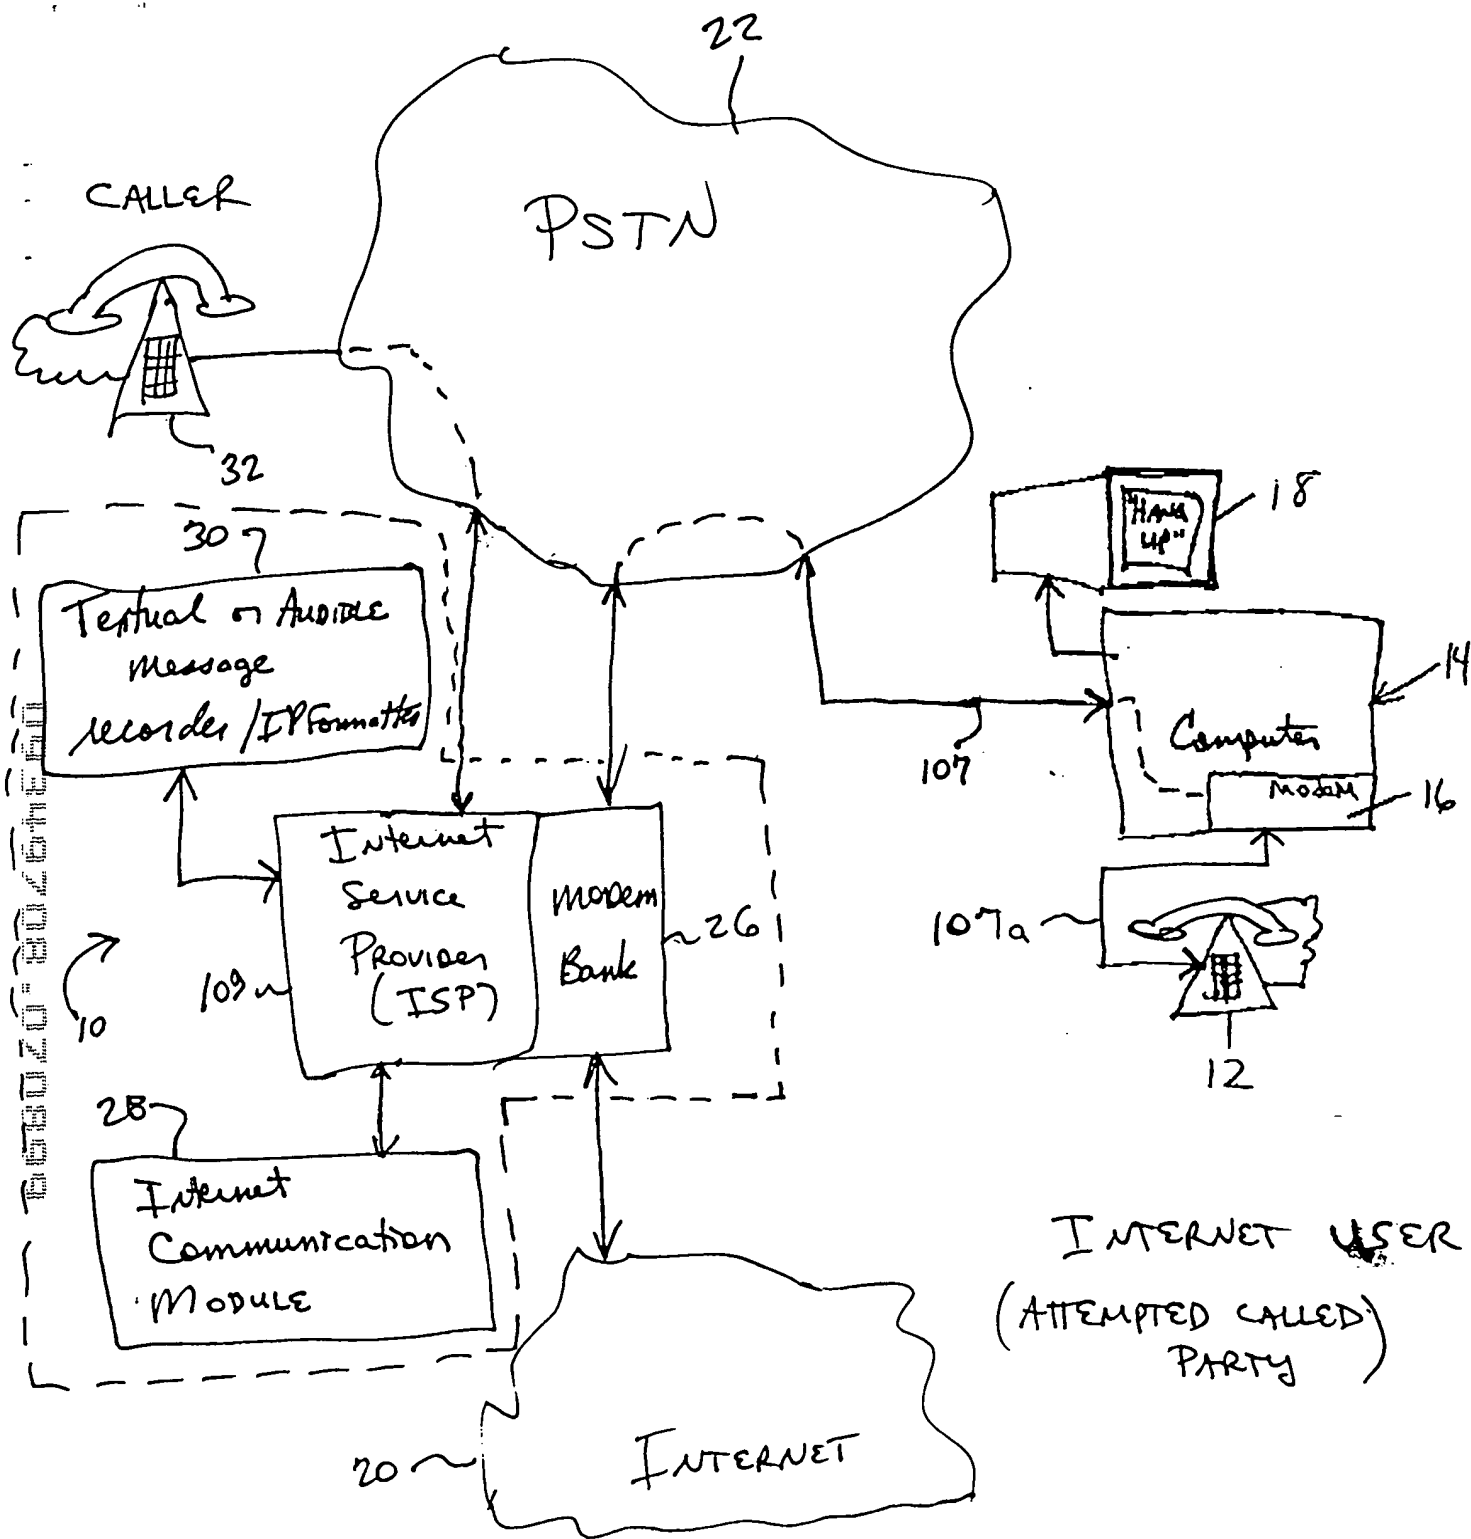 22
CALLER
PSTN
32
30
Textual or Audible
message
recorder/IP Formatter
"HANG
UP"
18
14
Computer
107
Modem
16
Internet
Service
Provider
(ISP)
Modem
Bank
26
109
10
107a
12
28
Internet
Communication
Module
INTERNET USER
(ATTEMPTED CALLED)
PARTY
20
INTERNET
09349708.070899